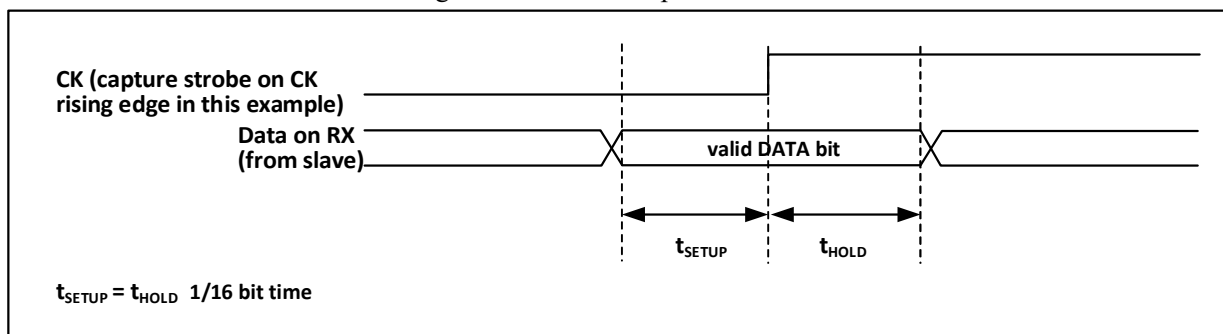 CK (capture strobe on CK
rising edge in this example)
Data on RX
(from slave)
valid DATA bit
tSETUP
tHOLD
tSETUP = tHOLD 1/16 bit time